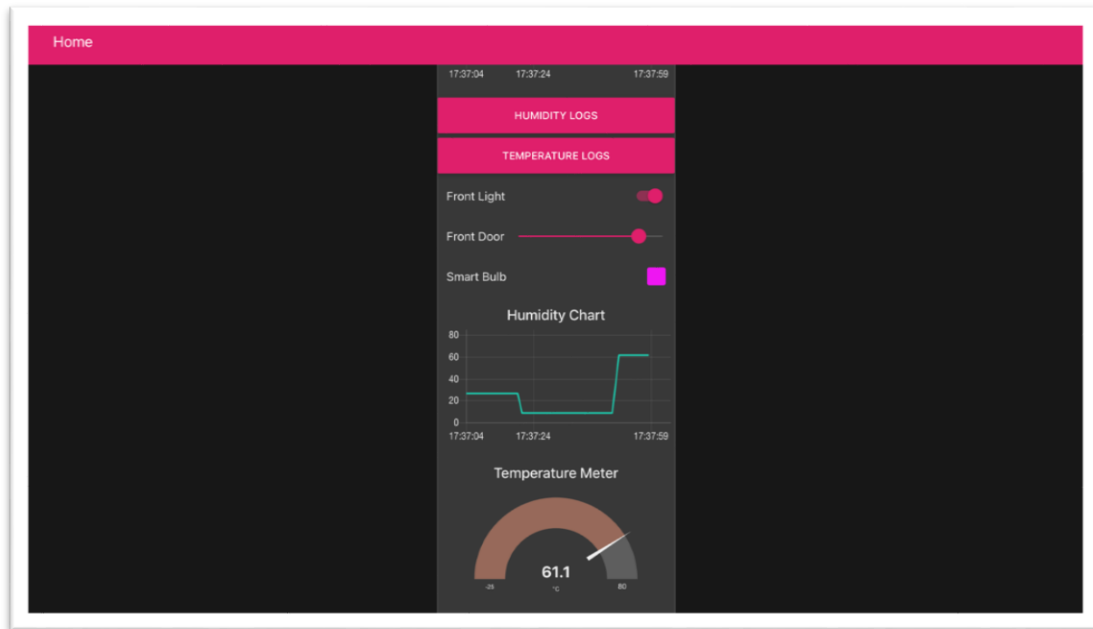 Home
17:37:04 17:37:24 17:37:59
HUMIDITY LOGS
TEMPERATURE LOGS
Front Light
Front Door
Smart Bulb
Humidity Chart
80
60
40
20
0
17:37:04 17:37:24 17:37:59
Temperature Meter
61.1
-25 °C 80